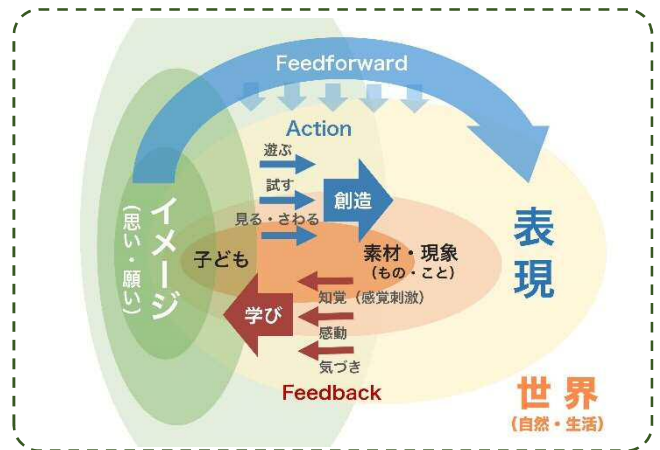 Feedforward
Action
遊ぶ
試す
見る・さわる
創造
イメージ
(思い・願い)
子ども
素材・現象
(もの・こと)
表現
学び
知覚（感覚刺激）
感動
気づき
Feedback
世界
(自然・生活)